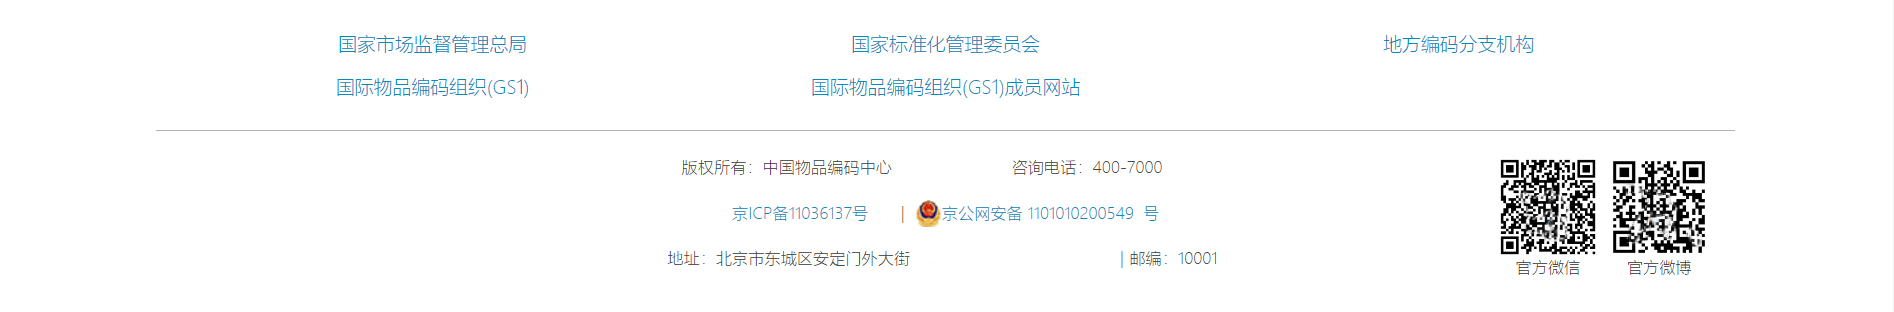 国家市场监督管理总局 国家标准化管理委员会 地方编码分支机构
国际物品编码组织(GS1) 国际物品编码组织(GS1)成员网站
版权所有：中国物品编码中心 咨询电话：400-7000
京ICP备11036137号 | 京公网安备 1101010200549 号
地址：北京市东城区安定门外大街 | 邮编：10001
官方微信 官方微博